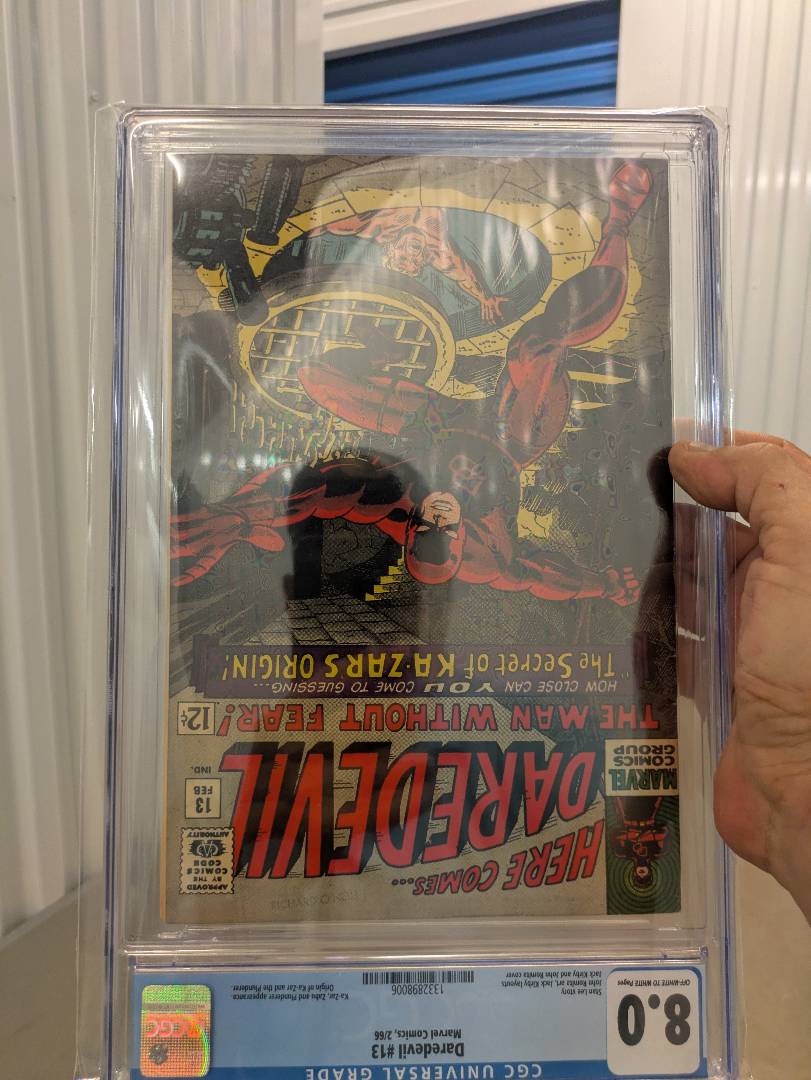 CGC UNIVERSAL GRADE
8.0
OFF-WHITE TO WHITE Pages
Daredevil #13
Marvel Comics, 2/66
Stan Lee story
John Romita art, Jack Kirby layouts
Jack Kirby and John Romita cover
Ka-Zar, Zabu and Plunderer appearance.
Origin of Ka-Zar and the Plunderer.
1332898006
CGC
HERE COMES...
DAREDEVIL
THE MAN WITHOUT FEAR!
MARVEL
COMICS
GROUP
APPROVED
BY THE
COMICS
CODE
AUTHORITY
13
FEB
IND.
12¢
HOW CLOSE CAN YOU COME TO GUESSING...
"The Secret of KA-ZAR'S ORIGIN!